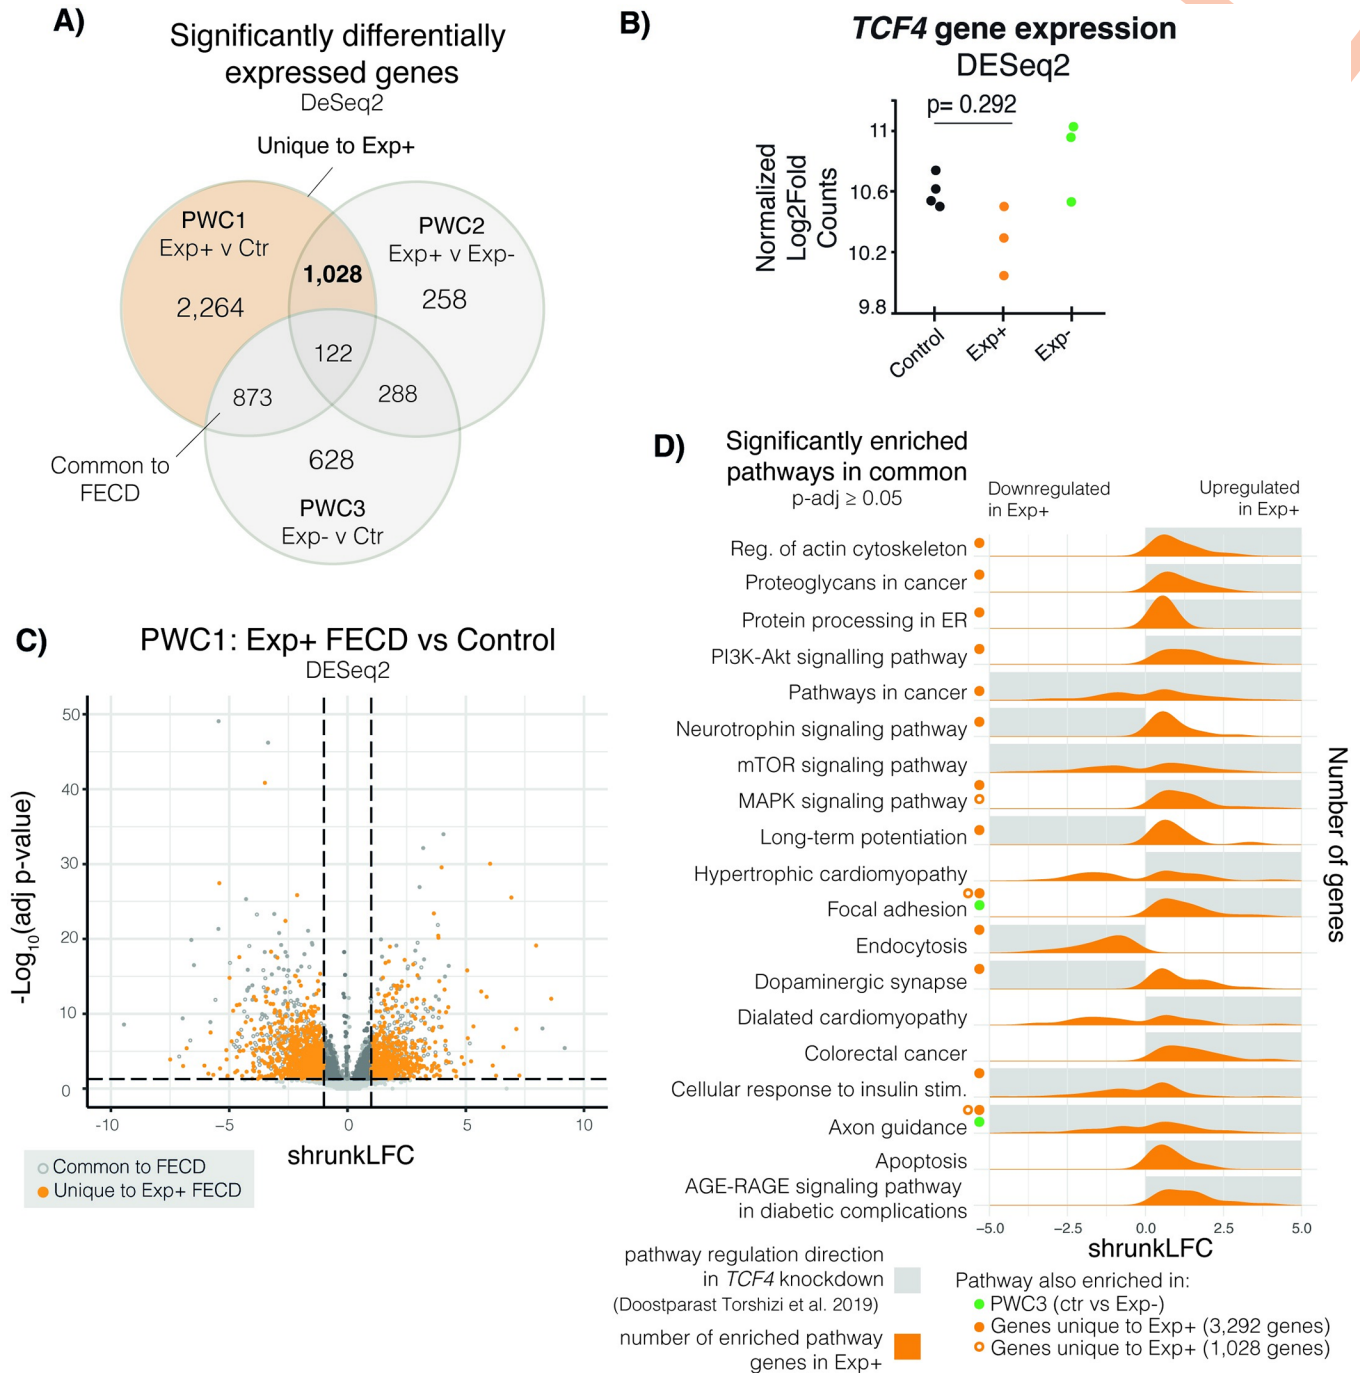 A)
Significantly differentially
expressed genes
DeSeq2
Unique to Exp+
PWC1
Exp+ v Ctr
2,264
1,028
PWC2
Exp+ v Exp-
258
122
873
288
Common to
FECD
628
PWC3
Exp- v Ctr
B)
TCF4 gene expression
DESeq2
p= 0.292
Normalized
Log2Fold
Counts
11
10.6
10.2
9.8
Control
Exp+
Exp-
C)
PWC1: Exp+ FECD vs Control
DESeq2
-Log10(adj p-value)
50
40
30
20
10
0
-10
-5
0
5
10
shrunkLFC
Common to FECD
Unique to Exp+ FECD
D)
Significantly enriched
pathways in common
p-adj ≥ 0.05
Downregulated
in Exp+
Upregulated
in Exp+
Reg. of actin cytoskeleton
Proteoglycans in cancer
Protein processing in ER
PI3K-Akt signalling pathway
Pathways in cancer
Neurotrophin signaling pathway
mTOR signaling pathway
MAPK signaling pathway
Long-term potentiation
Hypertrophic cardiomyopathy
Focal adhesion
Endocytosis
Dopaminergic synapse
Dialated cardiomyopathy
Colorectal cancer
Cellular response to insulin stim.
Axon guidance
Apoptosis
AGE-RAGE signaling pathway
in diabetic complications
Number of genes
-5.0
-2.5
0.0
2.5
5.0
shrunkLFC
pathway regulation direction
in TCF4 knockdown
(Doostparast Torshizi et al. 2019)
number of enriched pathway
genes in Exp+
Pathway also enriched in:
PWC3 (ctr vs Exp-)
Genes unique to Exp+ (3,292 genes)
Genes unique to Exp+ (1,028 genes)